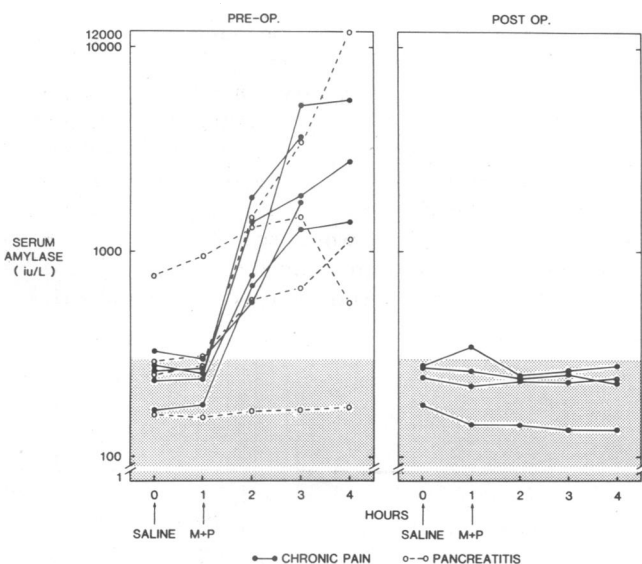 PRE-OP.
POST OP.
12000
10000
1000
100
1
SERUM
AMYLASE
( iu/L )
0 1 2 3 4
0 1 2 3 4
HOURS
SALINE M+P
SALINE M+P
CHRONIC PAIN
PANCREATITIS